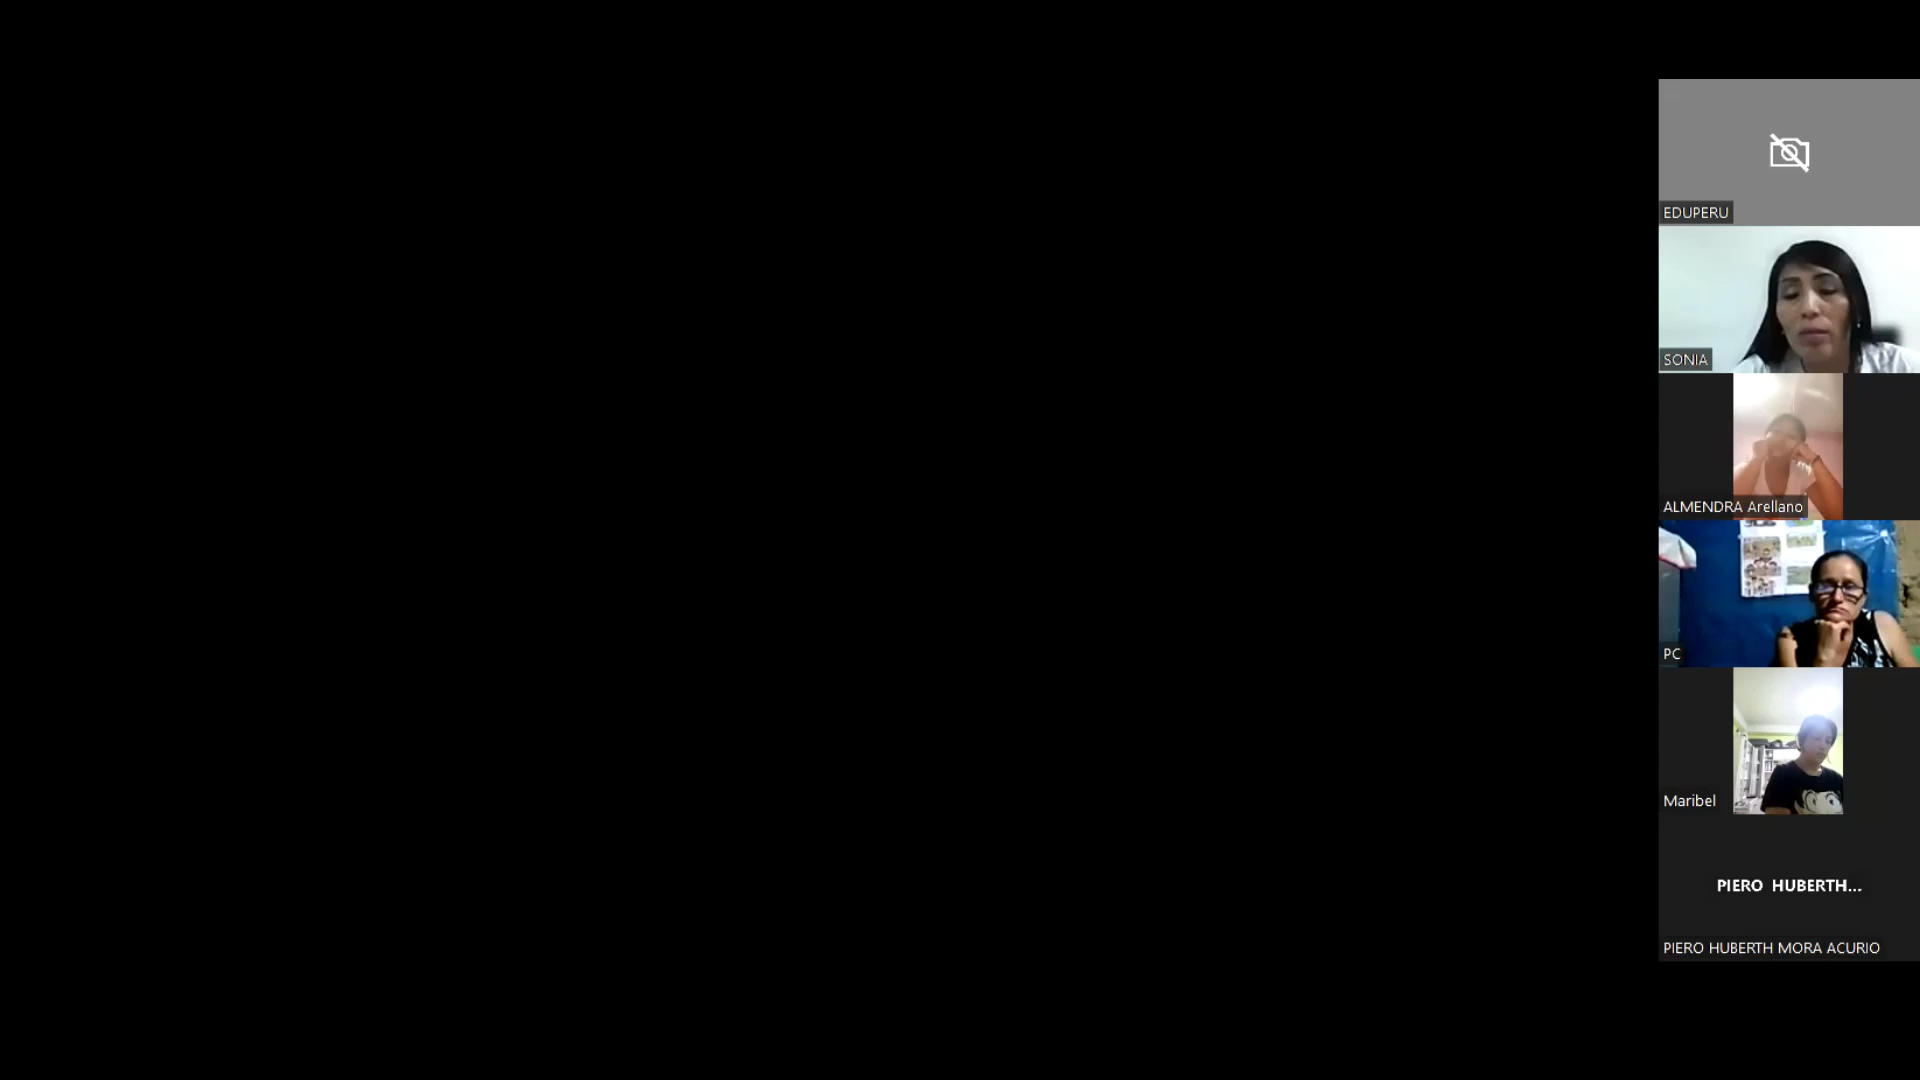 EDUPERU
SONIA
ALMENDRA Arellano
PC
Maribel
PIERO HUBERTH...
PIERO HUBERTH MORA ACURIO